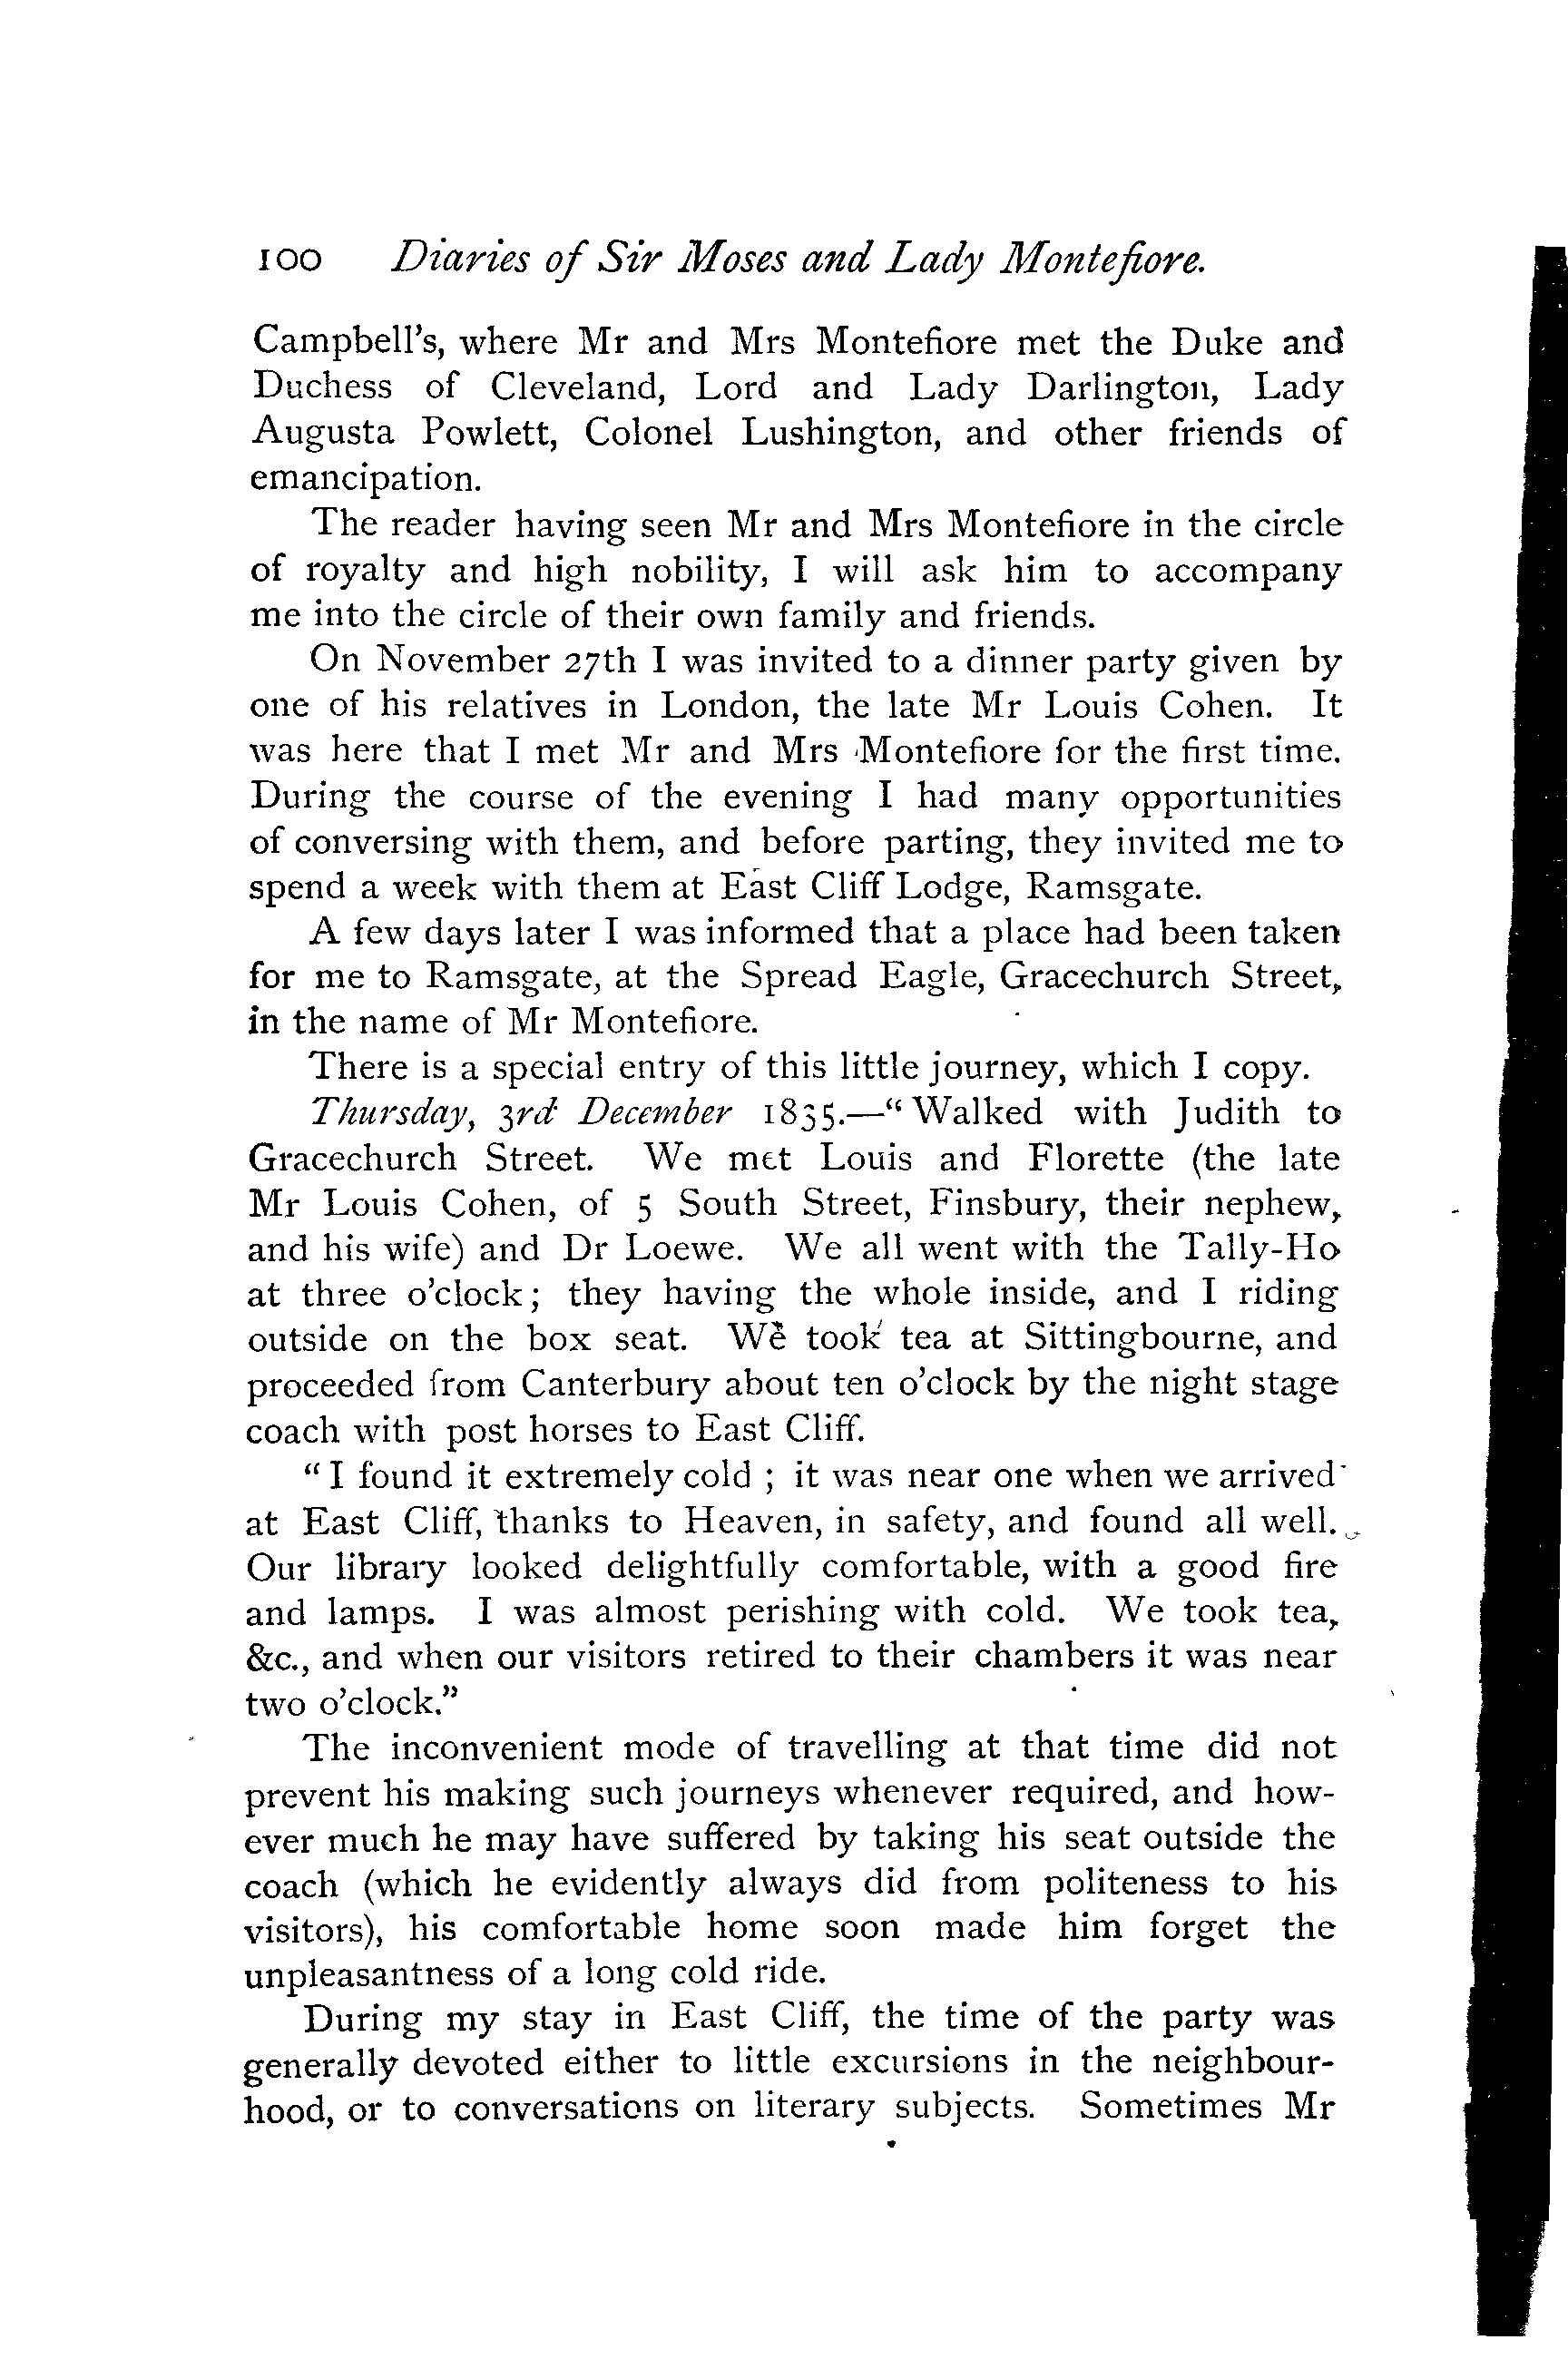 100 Diaries of Sir Moses and Lady Montefiore.
Campbell's, where Mr and Mrs Montefiore met the Duke and
Duchess of Cleveland, Lord and Lady Darlington, Lady
Augusta Powlett, Colonel Lushington, and other friends of
emancipation.
The reader having seen Mr and Mrs Montefiore in the circle
of royalty and high nobility, I will ask him to accompany
me into the circle of their own family and friends.
On November 27th I was invited to a dinner party given by
one of his relatives in London, the late Mr Louis Cohen. It
was here that I met Mr and Mrs Montefiore for the first time.
During the course of the evening I had many opportunities
of conversing with them, and before parting, they invited me to
spend a week with them at East Cliff Lodge, Ramsgate.
A few days later I was informed that a place had been taken
for me to Ramsgate, at the Spread Eagle, Gracechurch Street,
in the name of Mr Montefiore.
There is a special entry of this little journey, which I copy.
Thursday, 3rd December 1835.—"Walked with Judith to
Gracechurch Street. We met Louis and Florette (the late
Mr Louis Cohen, of 5 South Street, Finsbury, their nephew,
and his wife) and Dr Loewe. We all went with the Tally-Ho
at three o'clock; they having the whole inside, and I riding
outside on the box seat. We took tea at Sittingbourne, and
proceeded from Canterbury about ten o'clock by the night stage
coach with post horses to East Cliff.
"I found it extremely cold; it was near one when we arrived
at East Cliff, thanks to Heaven, in safety, and found all well.
Our library looked delightfully comfortable, with a good fire
and lamps. I was almost perishing with cold. We took tea,
&c., and when our visitors retired to their chambers it was near
two o'clock."
The inconvenient mode of travelling at that time did not
prevent his making such journeys whenever required, and how-
ever much he may have suffered by taking his seat outside the
coach (which he evidently always did from politeness to his
visitors), his comfortable home soon made him forget the
unpleasantness of a long cold ride.
During my stay in East Cliff, the time of the party was
generally devoted either to little excursions in the neighbour-
hood, or to conversations on literary subjects. Sometimes Mr